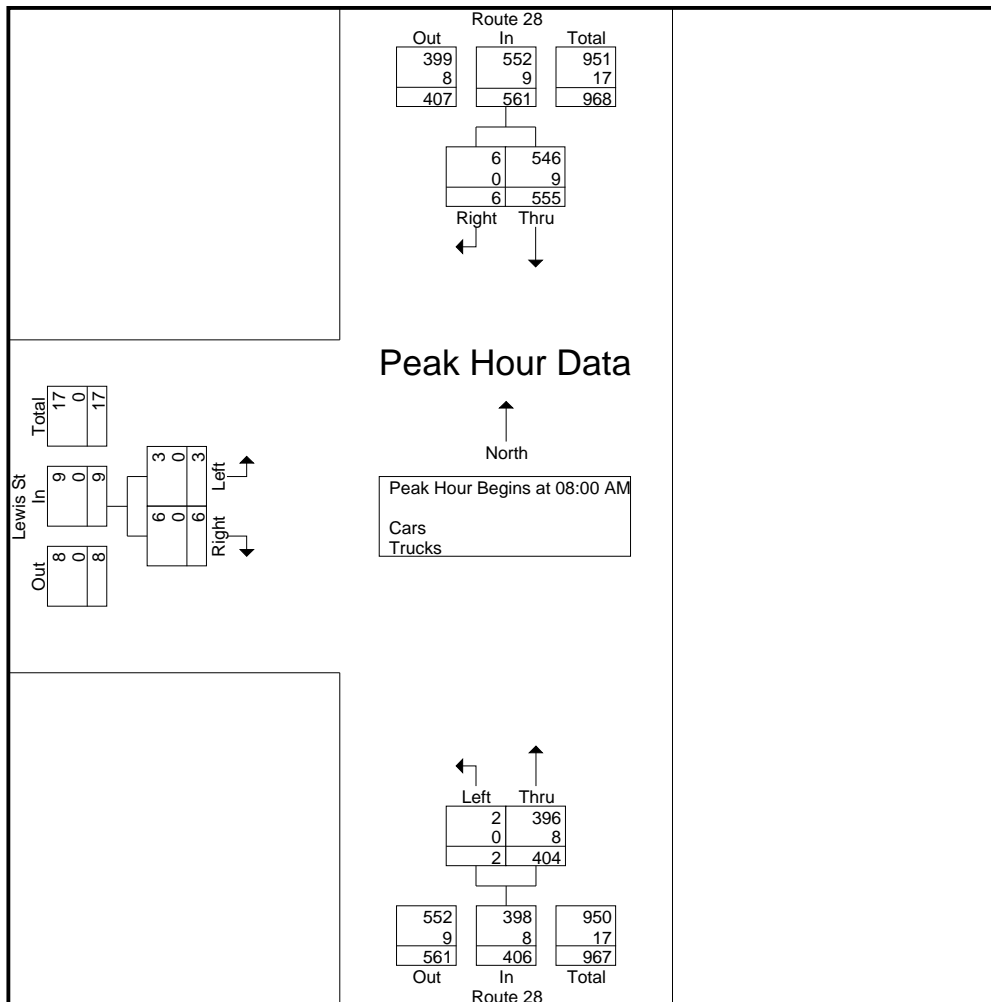 Route 28
Out In Total
399 552 951
8 9 17
407 561 968
6 546
0 9
6 555
Right Thru
Peak Hour Data
North
Peak Hour Begins at 08:00 AM
Cars
Trucks
Lewis St
Total
17 0 17
In
9 0 9
Out
8 0 8
3 0 3
Left
6 0 6
Right
Left Thru
2 396
0 8
2 404
552 398 950
9 8 17
561 406 967
Out In Total
Route 28